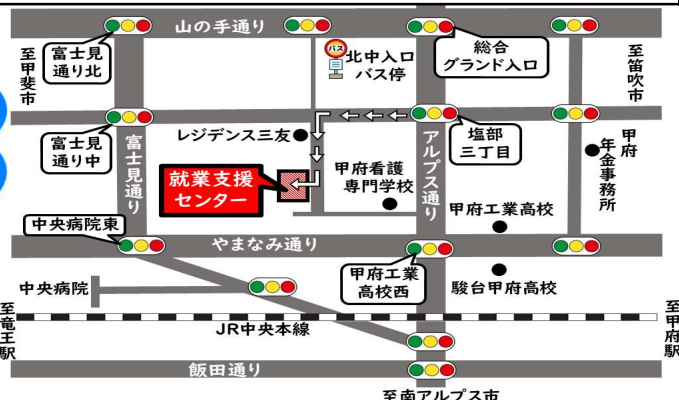 山の手通り
富士見
通り北
至甲斐市
バス
北中入口
バス停
総合
グランド入口
至笛吹市
富士見
通り中
富士見通り
レジデンス三友
アルプス通り
塩部
三丁目
甲府
年金事務所
就業支援
センター
甲府看護
専門学校
甲府工業高校
中央病院東
やまなみ通り
甲府工業
高校西
駿台甲府高校
中央病院
至竜王駅
JR中央本線
至甲府駅
飯田通り
至南アルプス市